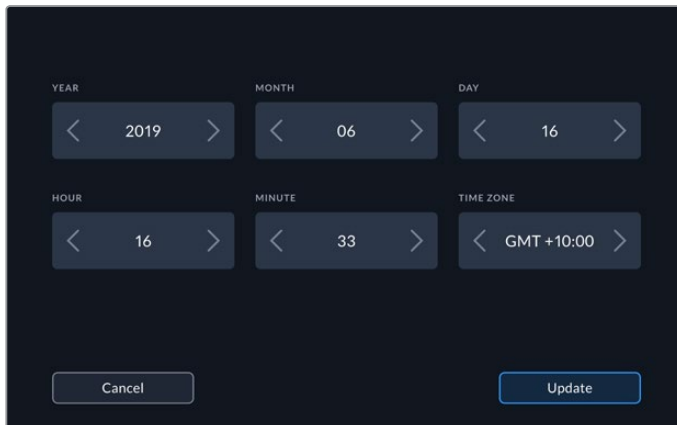 YEAR MONTH DAY
2019 06 16
HOUR MINUTE TIME ZONE
16 33 GMT +10:00
Cancel Update